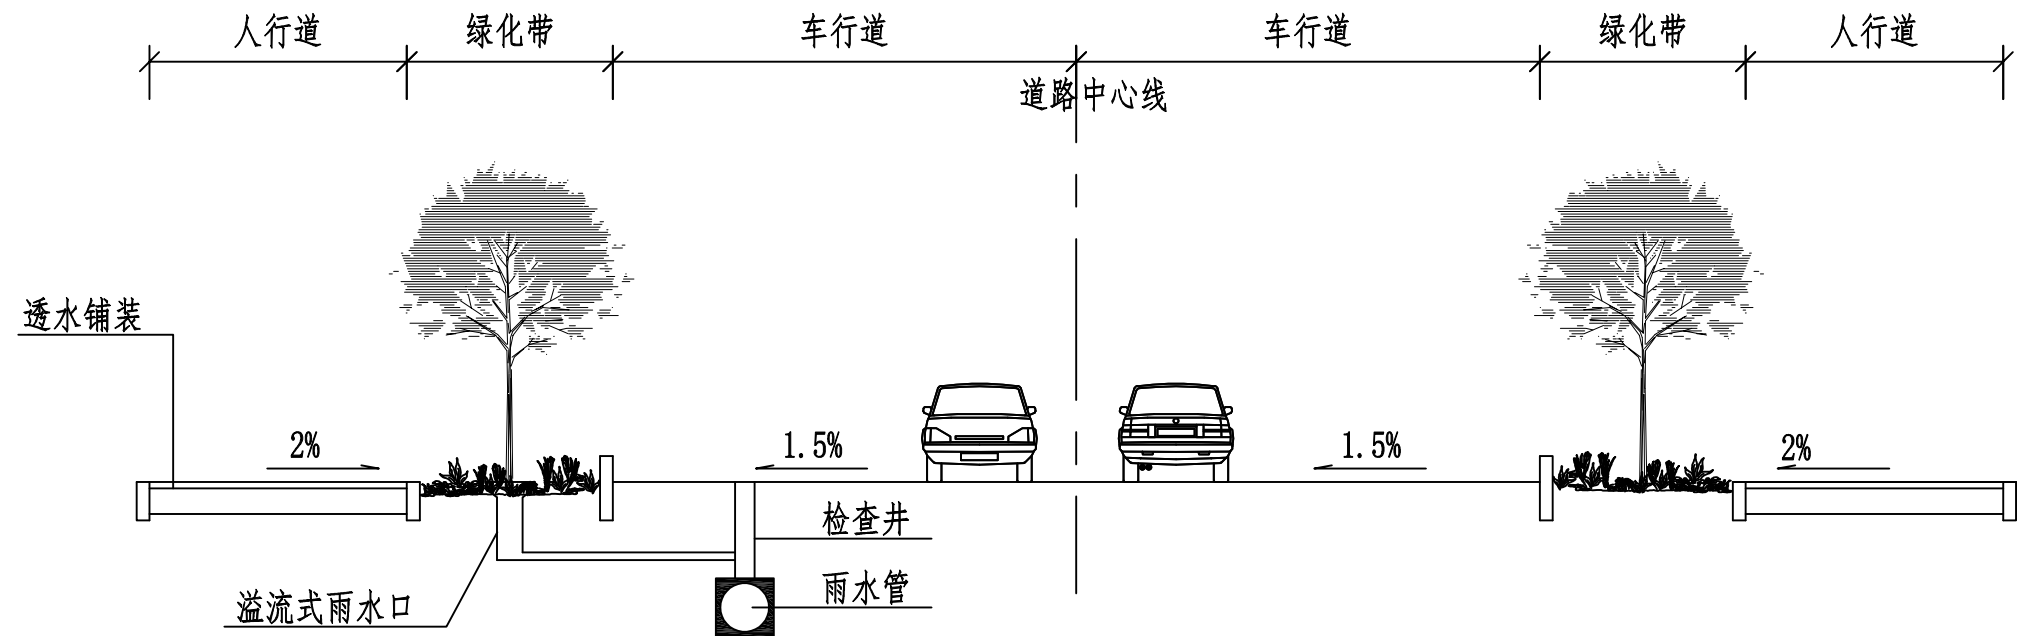 人行道
绿化带
车行道
车行道
绿化带
人行道
道路中心线
透水铺装
2%
1.5%
1.5%
2%
检查井
雨水管
溢流式雨水口